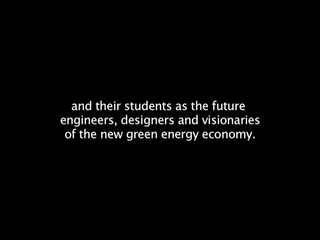 and their students as the future
engineers, designers and visionaries
of the new green energy economy.